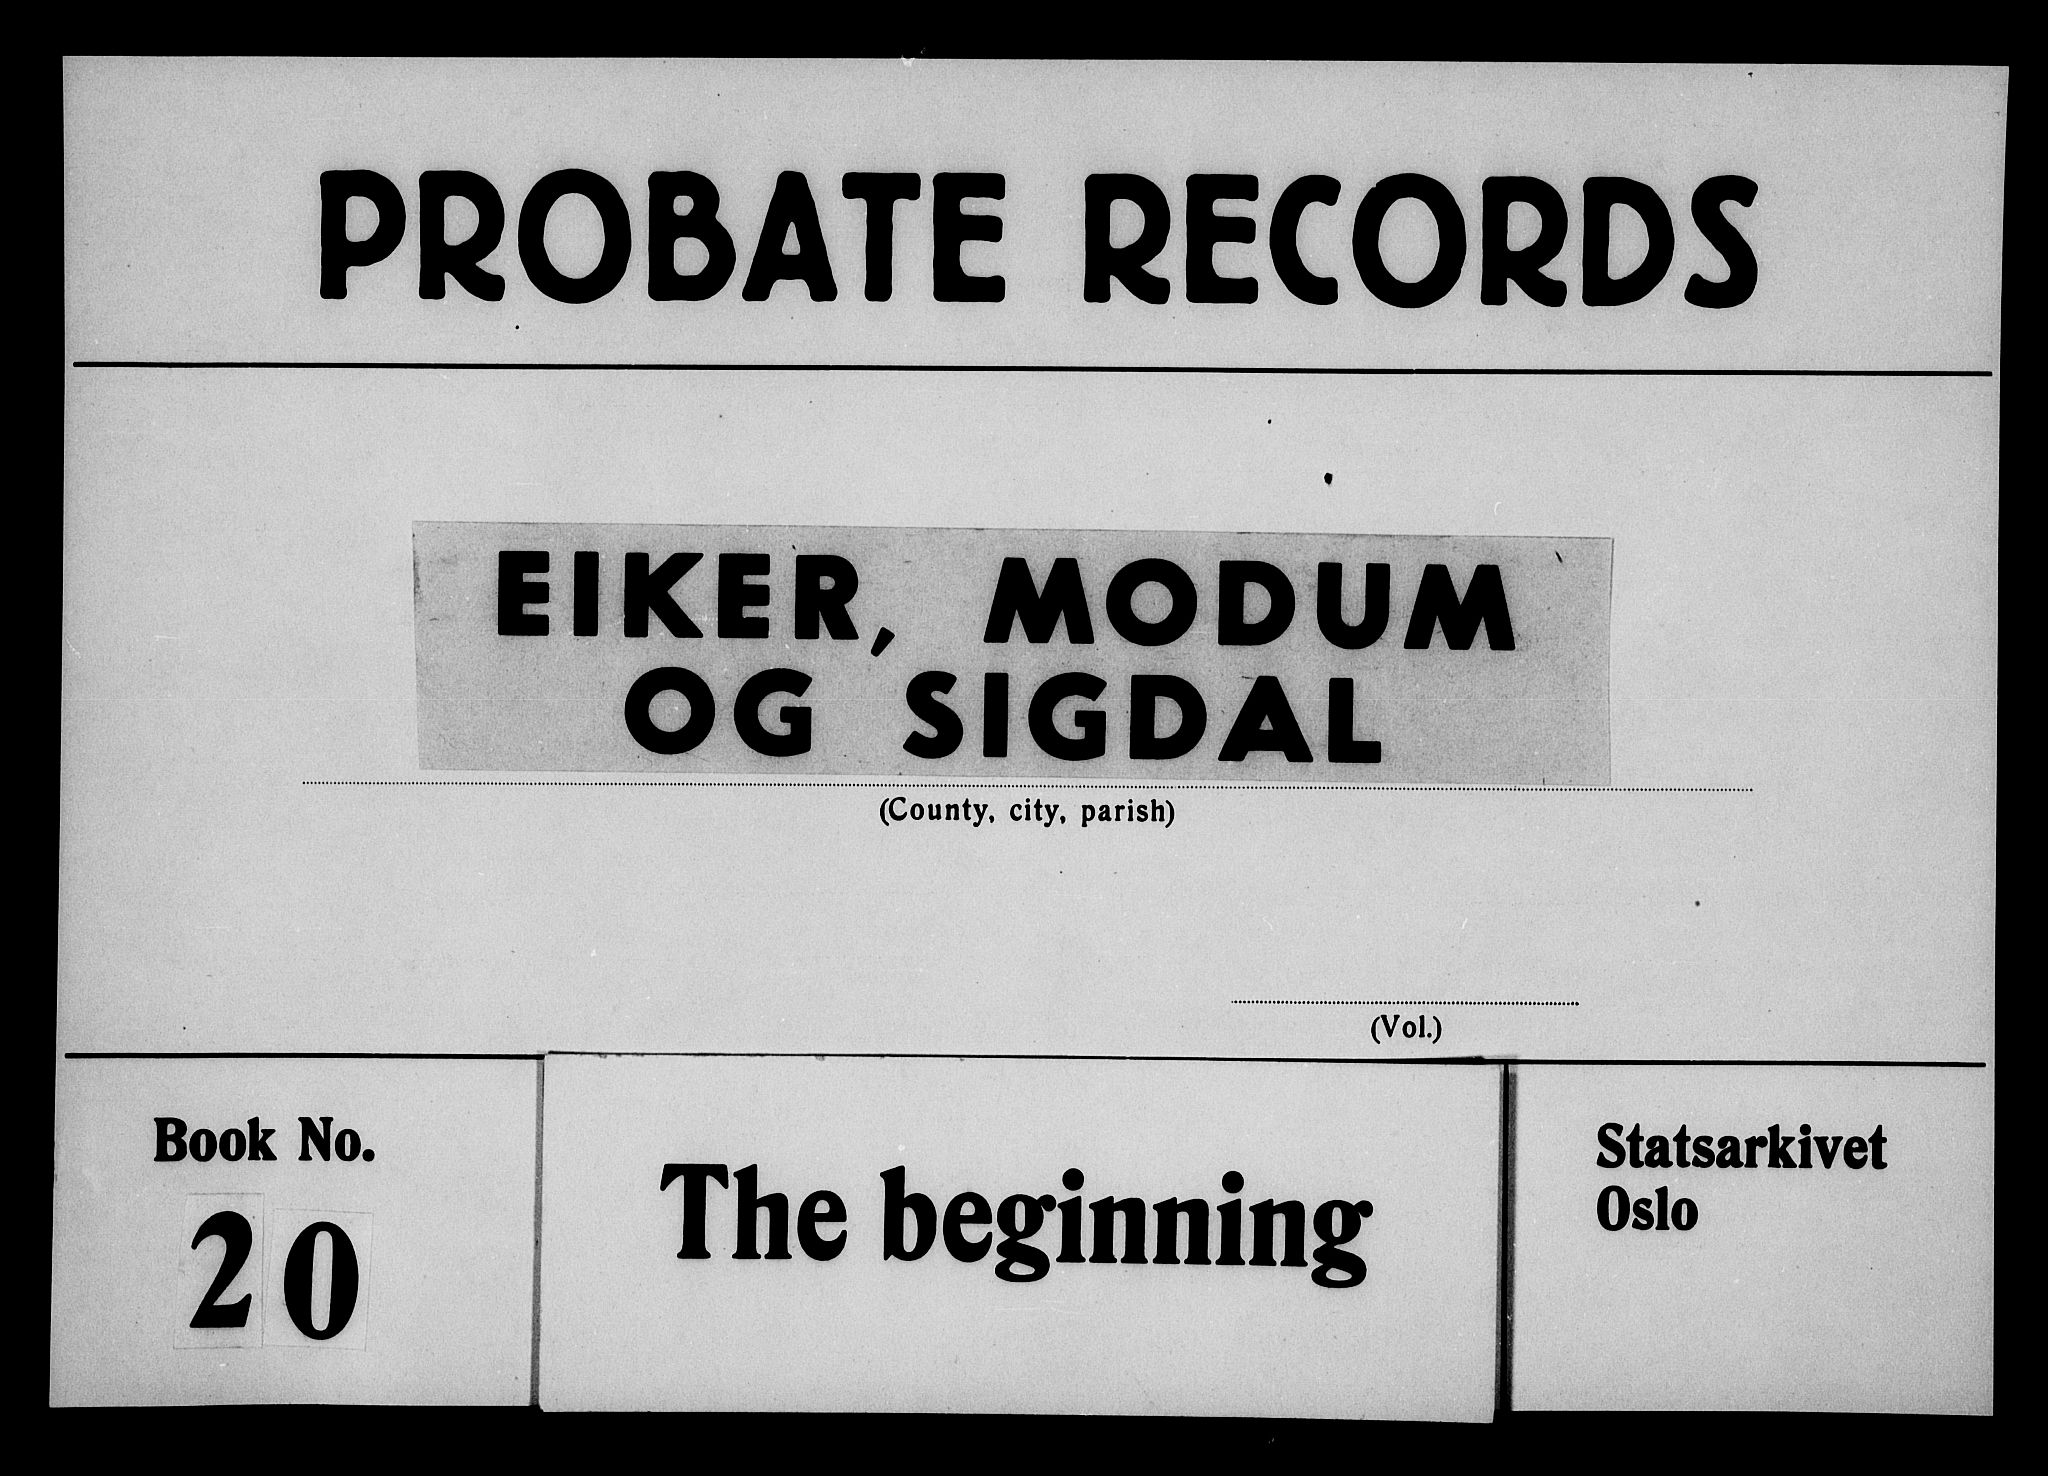 PROBATE RECORDS
EIKER, MODUM
OG SIGDAL
(County, city, parish)
(Vol.)
Book No.
20
The beginning
Statsarkivet
Oslo